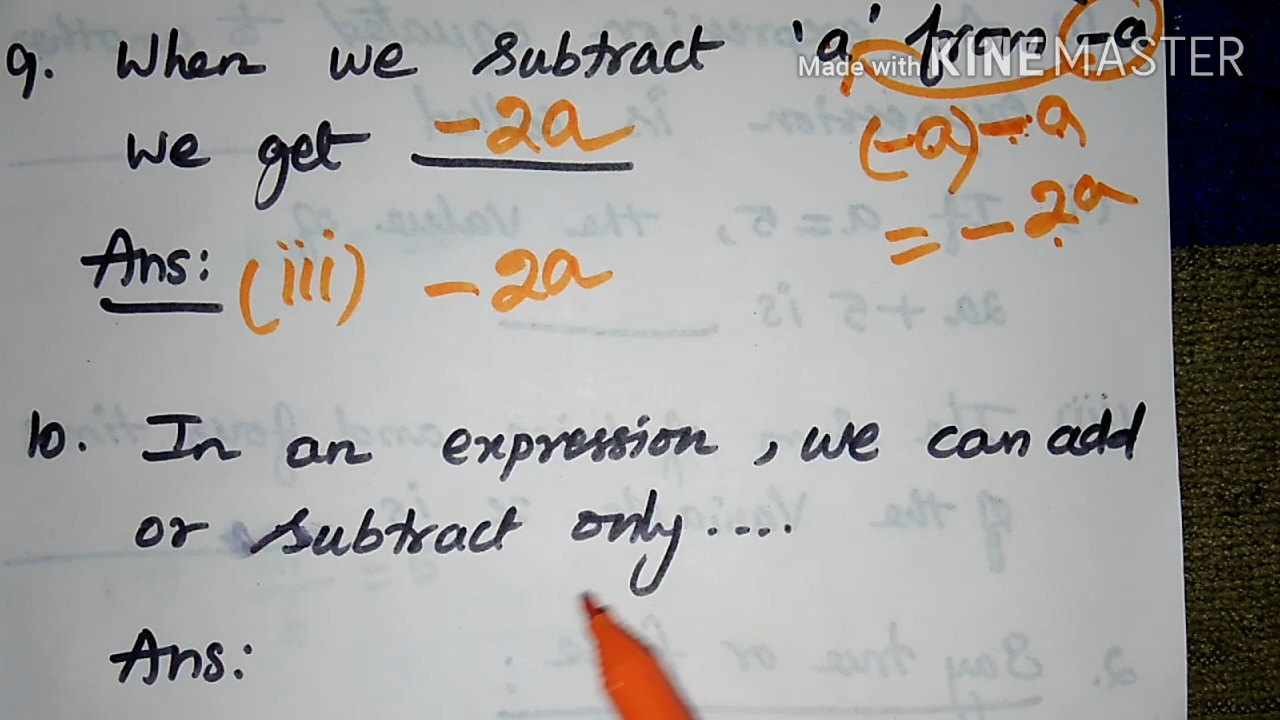 9. When we subtract 'a' from -a
Made with KINEMASTER
we get -2a
(-a) - a
= -2a
Ans: (iii) -2a
10. In an expression, we can add
or subtract only....
Ans: